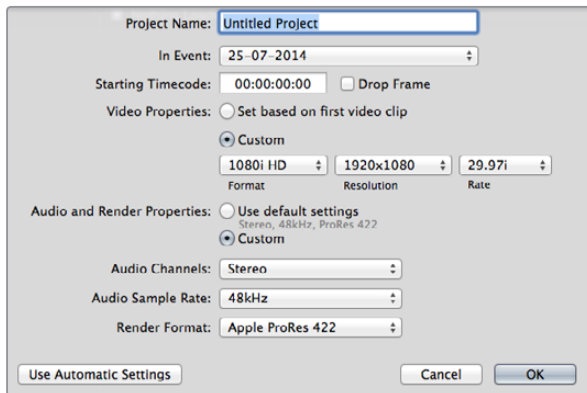 Project Name: Untitled Project
In Event: 25-07-2014
Starting Timecode: 00:00:00:00 Drop Frame
Video Properties: Set based on first video clip
Custom
1080i HD 1920x1080 29.97i
Format Resolution Rate
Audio and Render Properties: Use default settings
Stereo, 48kHz, ProRes 422
Custom
Audio Channels: Stereo
Audio Sample Rate: 48kHz
Render Format: Apple ProRes 422
Use Automatic Settings Cancel OK